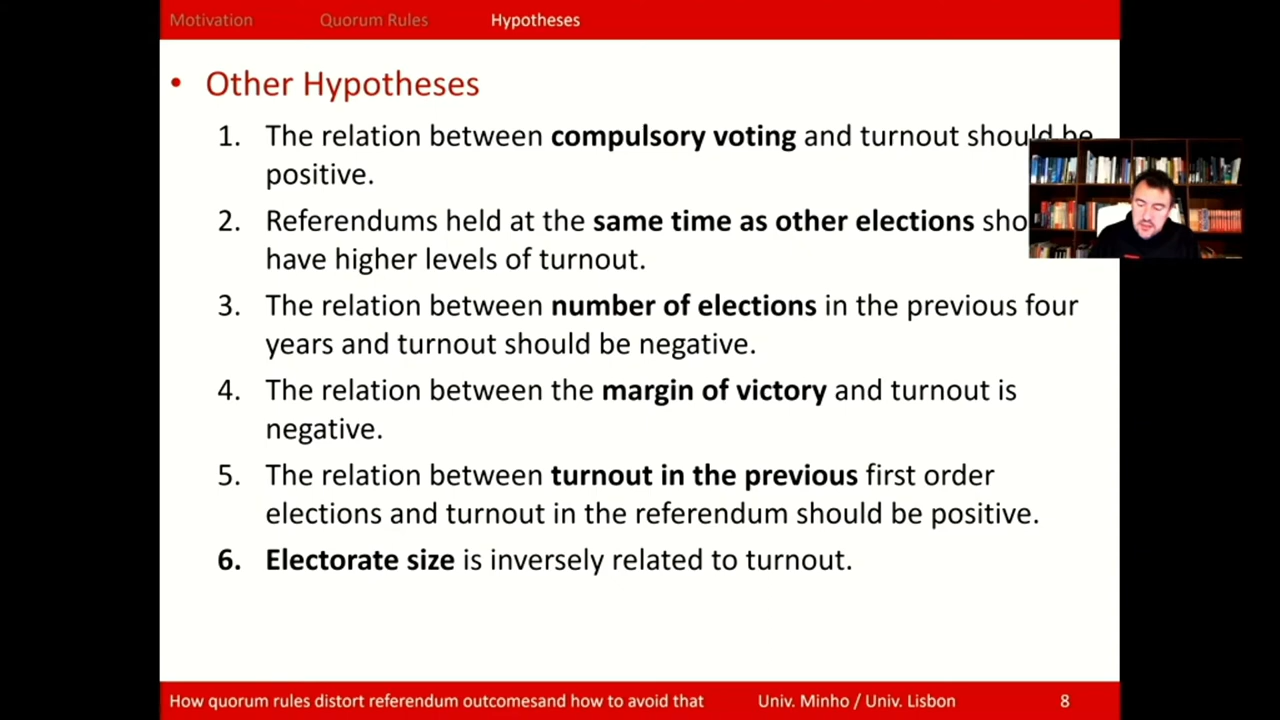 Motivation Quorum Rules Hypotheses
• Other Hypotheses
1. The relation between compulsory voting and turnout should be
positive.
2. Referendums held at the same time as other elections sho
have higher levels of turnout.
3. The relation between number of elections in the previous four
years and turnout should be negative.
4. The relation between the margin of victory and turnout is
negative.
5. The relation between turnout in the previous first order
elections and turnout in the referendum should be positive.
6. Electorate size is inversely related to turnout.
How quorum rules distort referendum outcomesand how to avoid that Univ. Minho / Univ. Lisbon 8